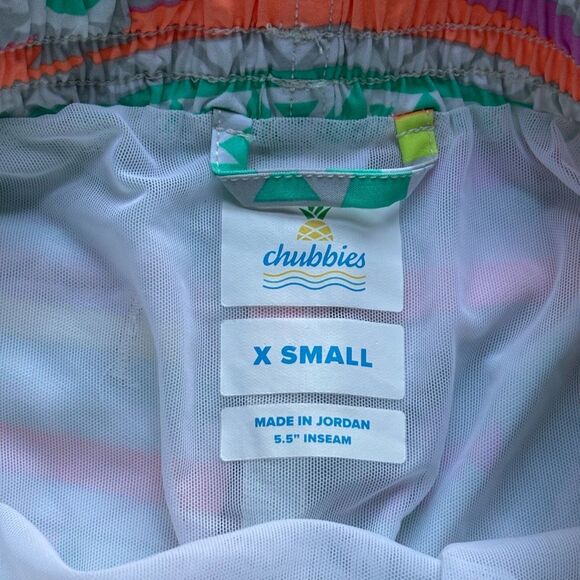 chubbies
X SMALL
MADE IN JORDAN
5.5" INSEAM